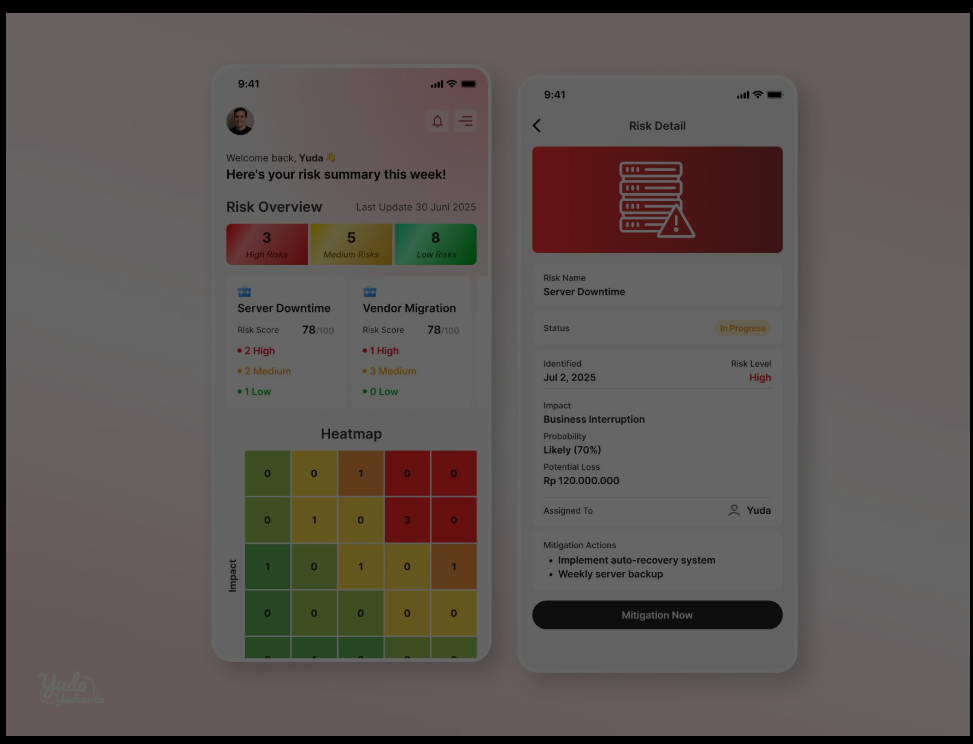 9:41
Welcome back, Yuda 👋
Here's your risk summary this week!
Risk Overview
Last Update 30 Juni 2025
3
High Risks
5
Medium Risks
8
Low Risks
Server Downtime
Risk Score 78/100
• 2 High
• 2 Medium
• 1 Low
Vendor Migration
Risk Score 78/100
• 1 High
• 3 Medium
• 0 Low
Heatmap
Impact
0 0 1 0 0
0 1 0 3 0
1 0 1 0 1
0 0 0 0 0
9:41
Risk Detail
Risk Name
Server Downtime
Status
In Progress
Identified
Jul 2, 2025
Risk Level
High
Impact
Business Interruption
Probability
Likely (70%)
Potential Loss
Rp 120.000.000
Assigned To
Yuda
Mitigation Actions
• Implement auto-recovery system
• Weekly server backup
Mitigation Now
Yuda
Yudianto